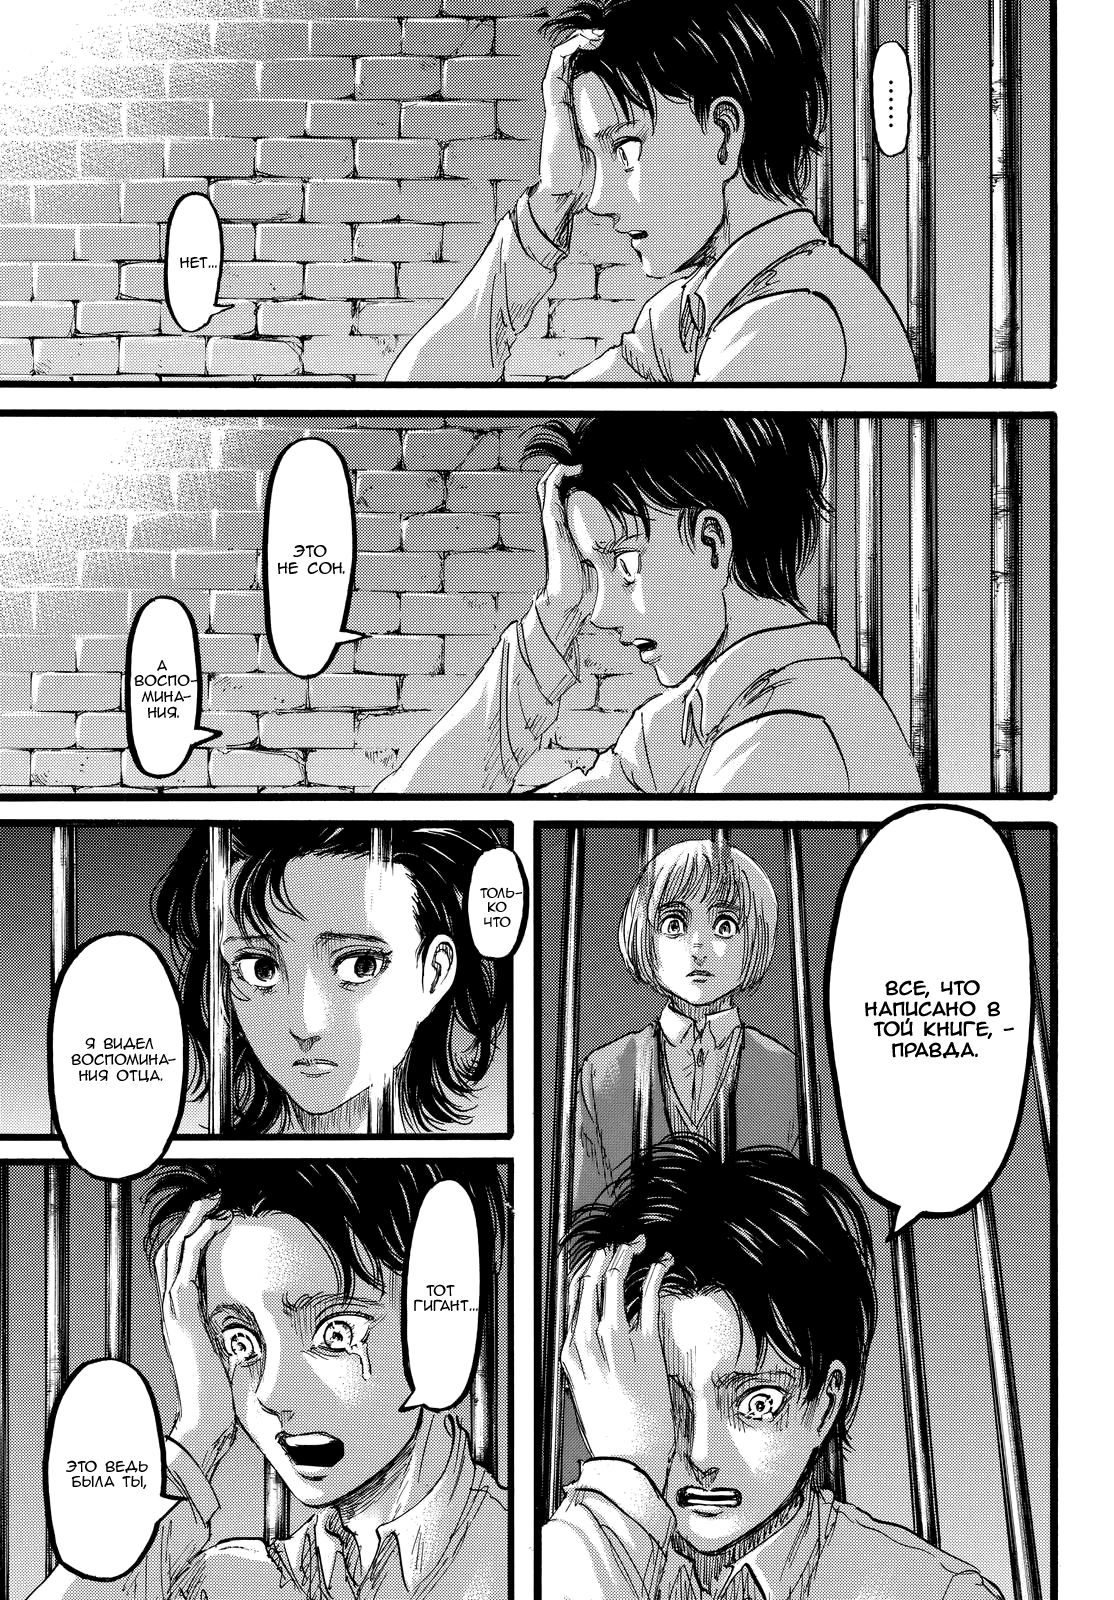 .......
НЕТ...
ЭТО
НЕ СОН.
А
ВОСПО-
МИНА-
НИЯ.
ВСЕ, ЧТО
НАПИСАНО В
ТОЙ КНИГЕ, –
ПРАВДА.
ТОЛЬ-
КО ЧТО
Я ВИДЕЛ
ВОСПОМИНА-
НИЯ ОТЦА.
ТОТ
ГИГАНТ...
ЭТО ВЕДЬ
БЫЛА ТЫ,